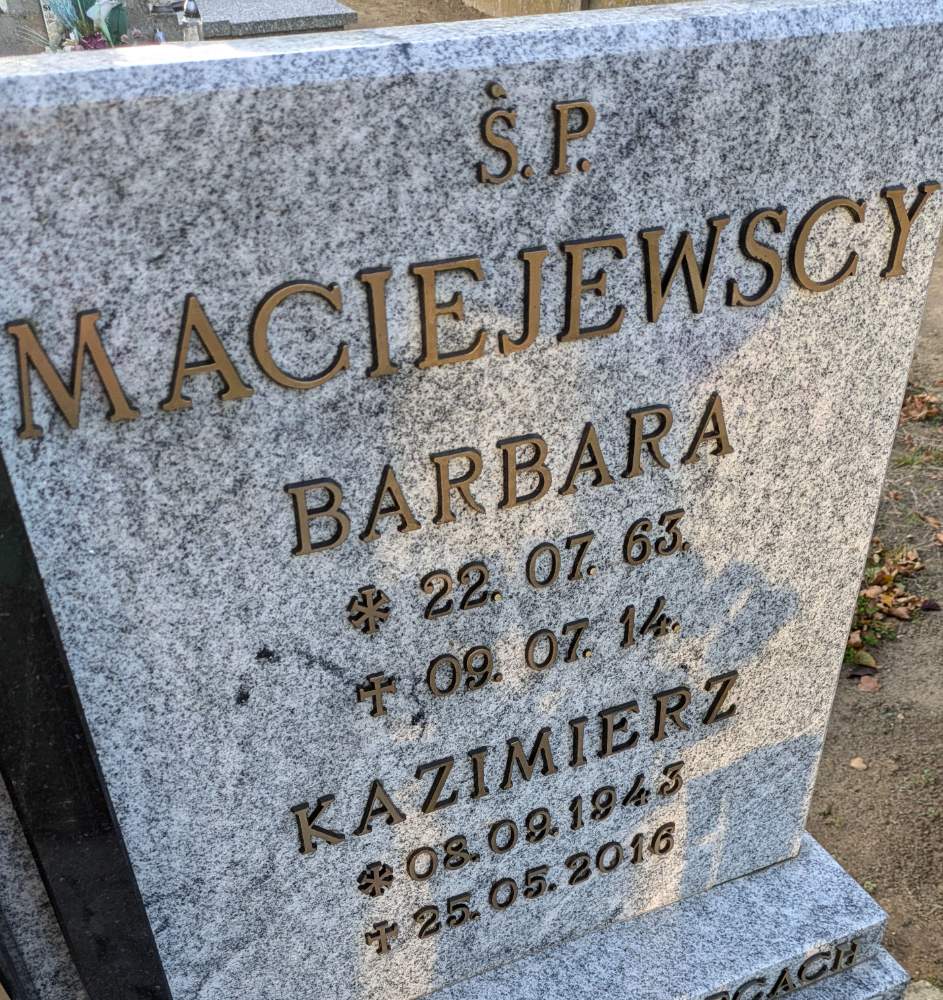 Ś.P.
MACIEJEWSCY
BARBARA
* 22. 07. 63.
✝ 09. 07. 14.
KAZIMIERZ
* 08.09.1943
✝ 25.05.2016